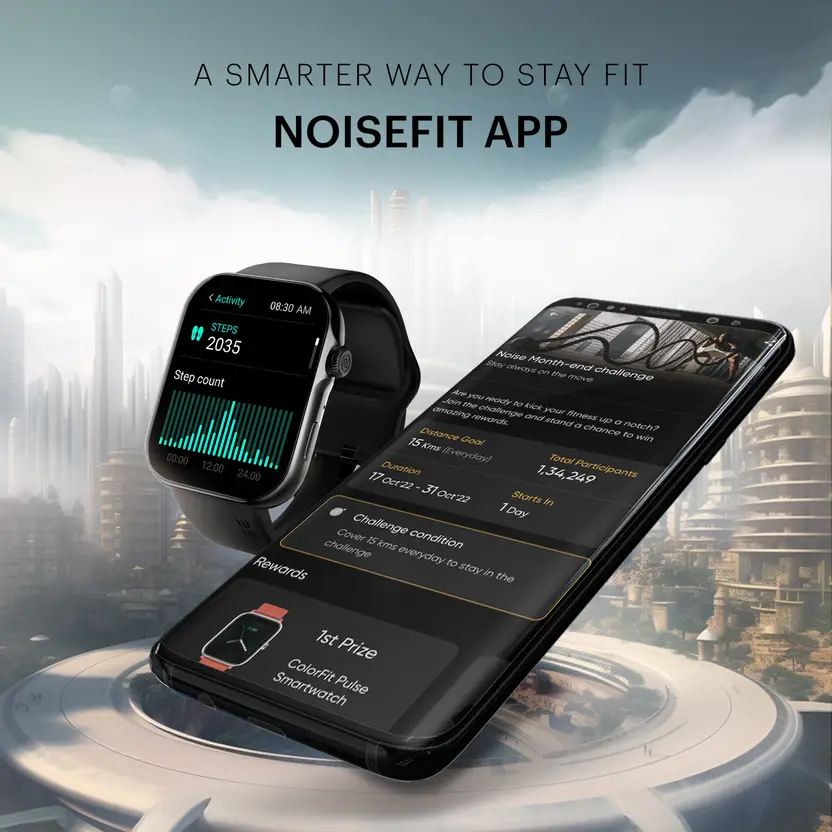 A SMARTER WAY TO STAY FIT
NOISEFIT APP
< Activity 08:30 AM
STEPS
2035
Step count
00:00 12:00 24:00
Noise Month-end challenge
Stay always on the move
Are you ready to kick your fitness up a notch?
Join the challenge and stand a chance to win
amazing rewards.
Distance Goal Total Participants
15 Kms (Everyday) 1,34,249
Duration Starts In
17 Oct'22 - 31 Oct'22 1 Day
Challenge condition
Cover 15 kms everyday to stay in the
challenge
Rewards
1st Prize
ColorFit Pulse
Smartwatch